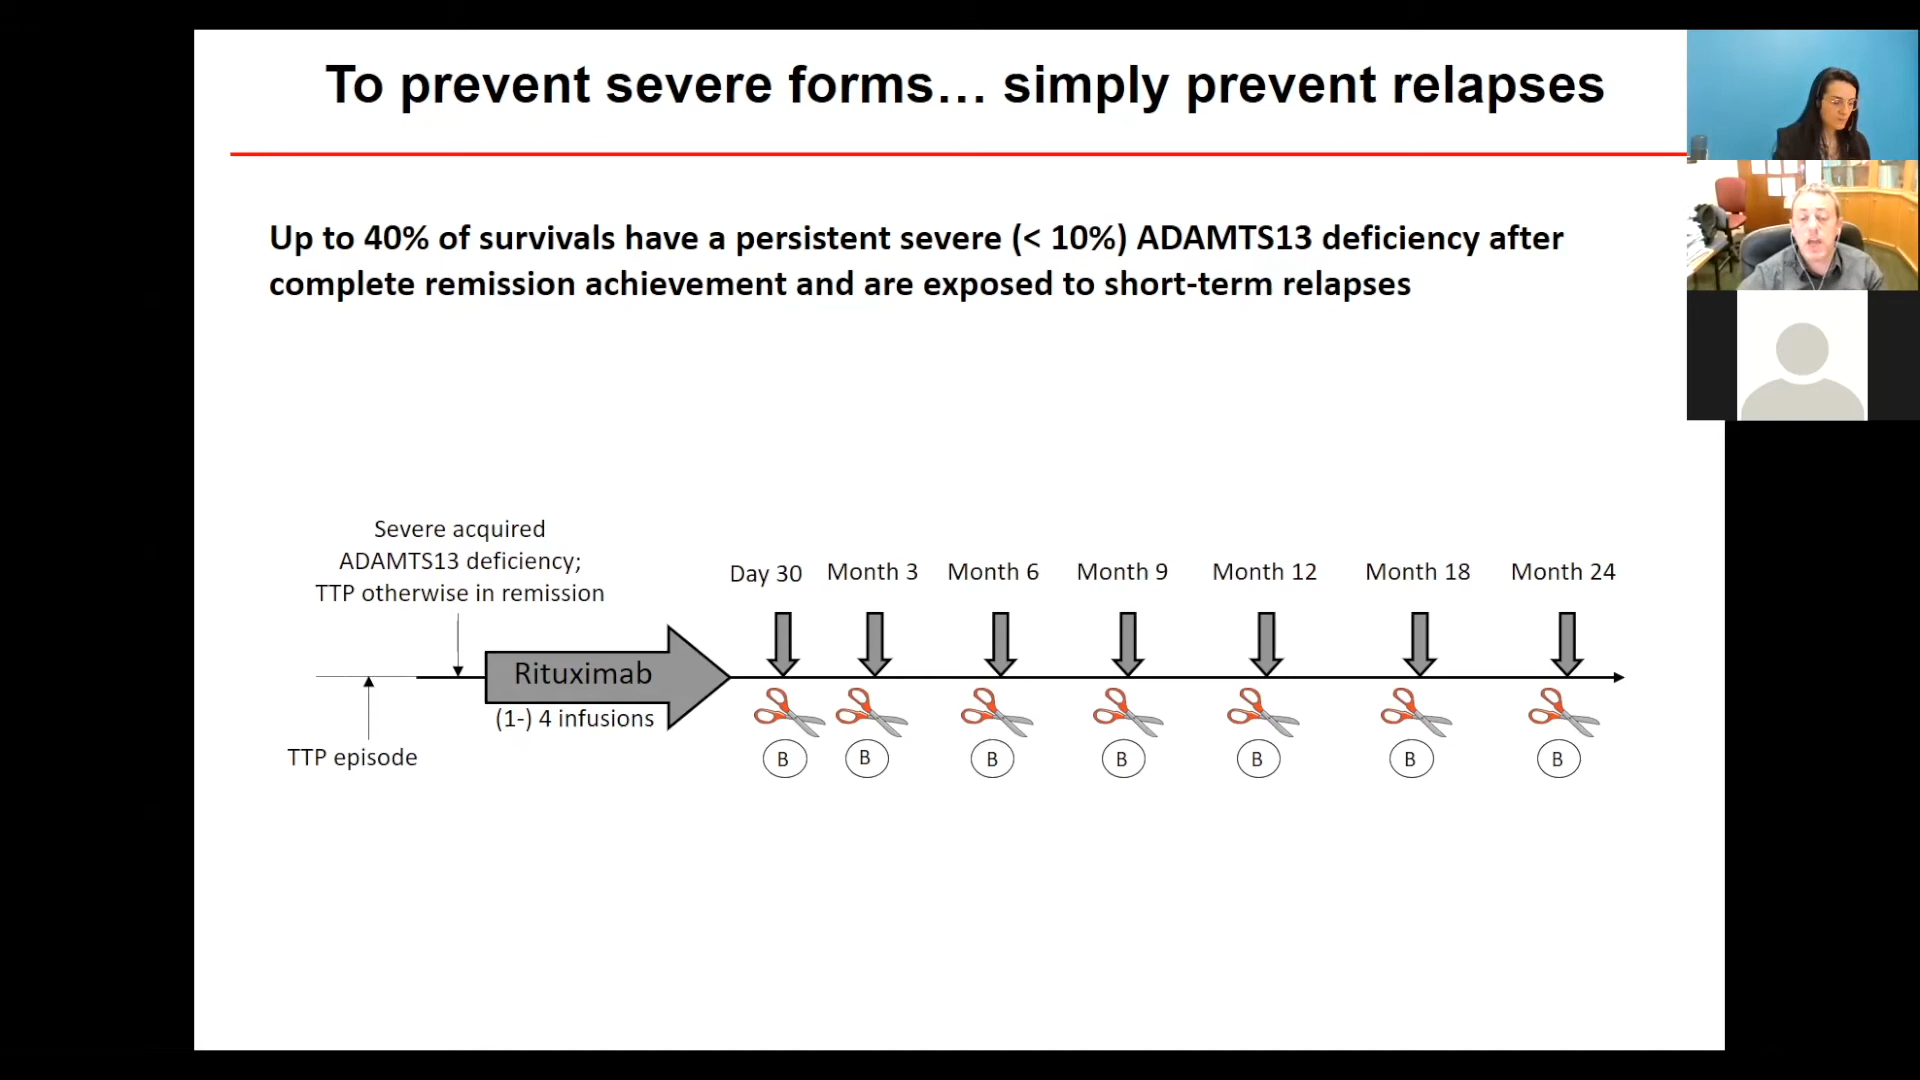 To prevent severe forms… simply prevent relapses
Up to 40% of survivals have a persistent severe (< 10%) ADAMTS13 deficiency after
complete remission achievement and are exposed to short-term relapses
Severe acquired
ADAMTS13 deficiency;
TTP otherwise in remission
Day 30 Month 3 Month 6 Month 9 Month 12 Month 18 Month 24
Rituximab
(1-) 4 infusions
TTP episode
B B B B B B B